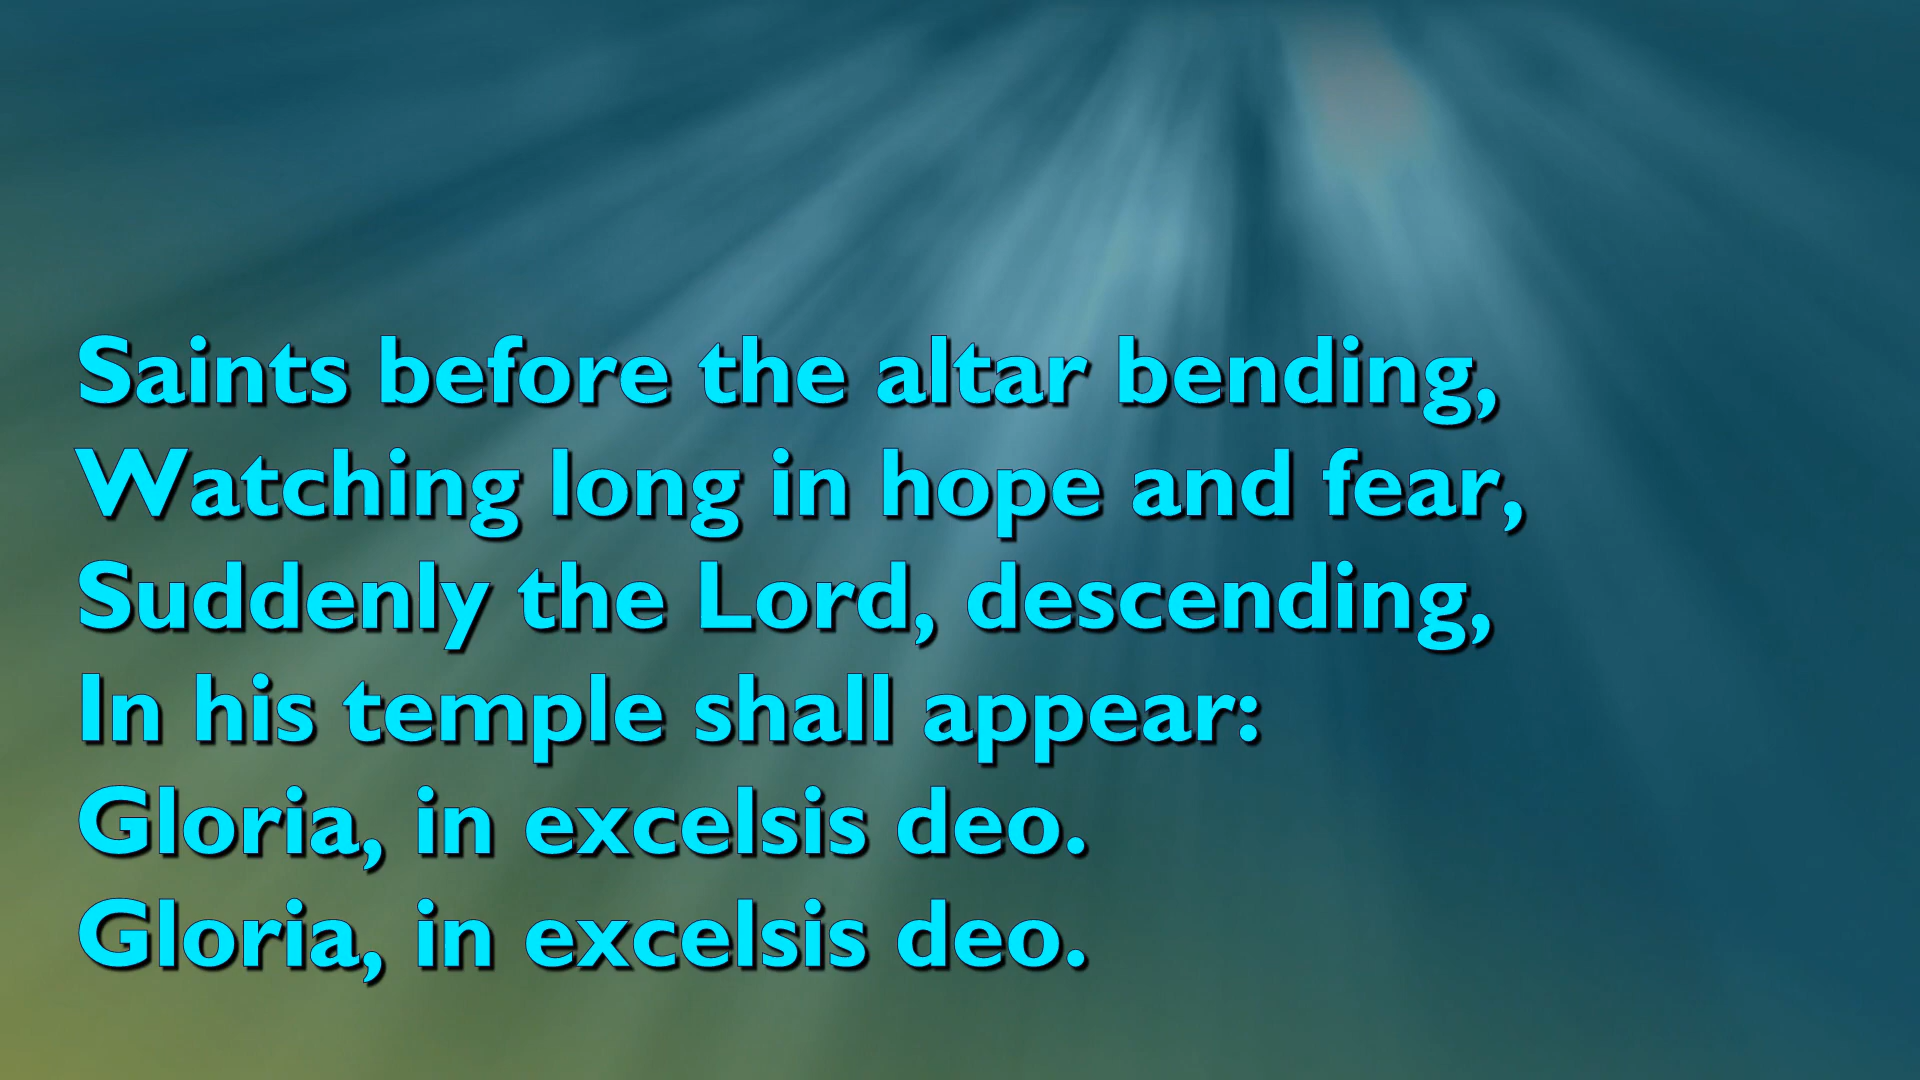 Saints before the altar bending,
Watching long in hope and fear,
Suddenly the Lord, descending,
In his temple shall appear:
Gloria, in excelsis deo.
Gloria, in excelsis deo.